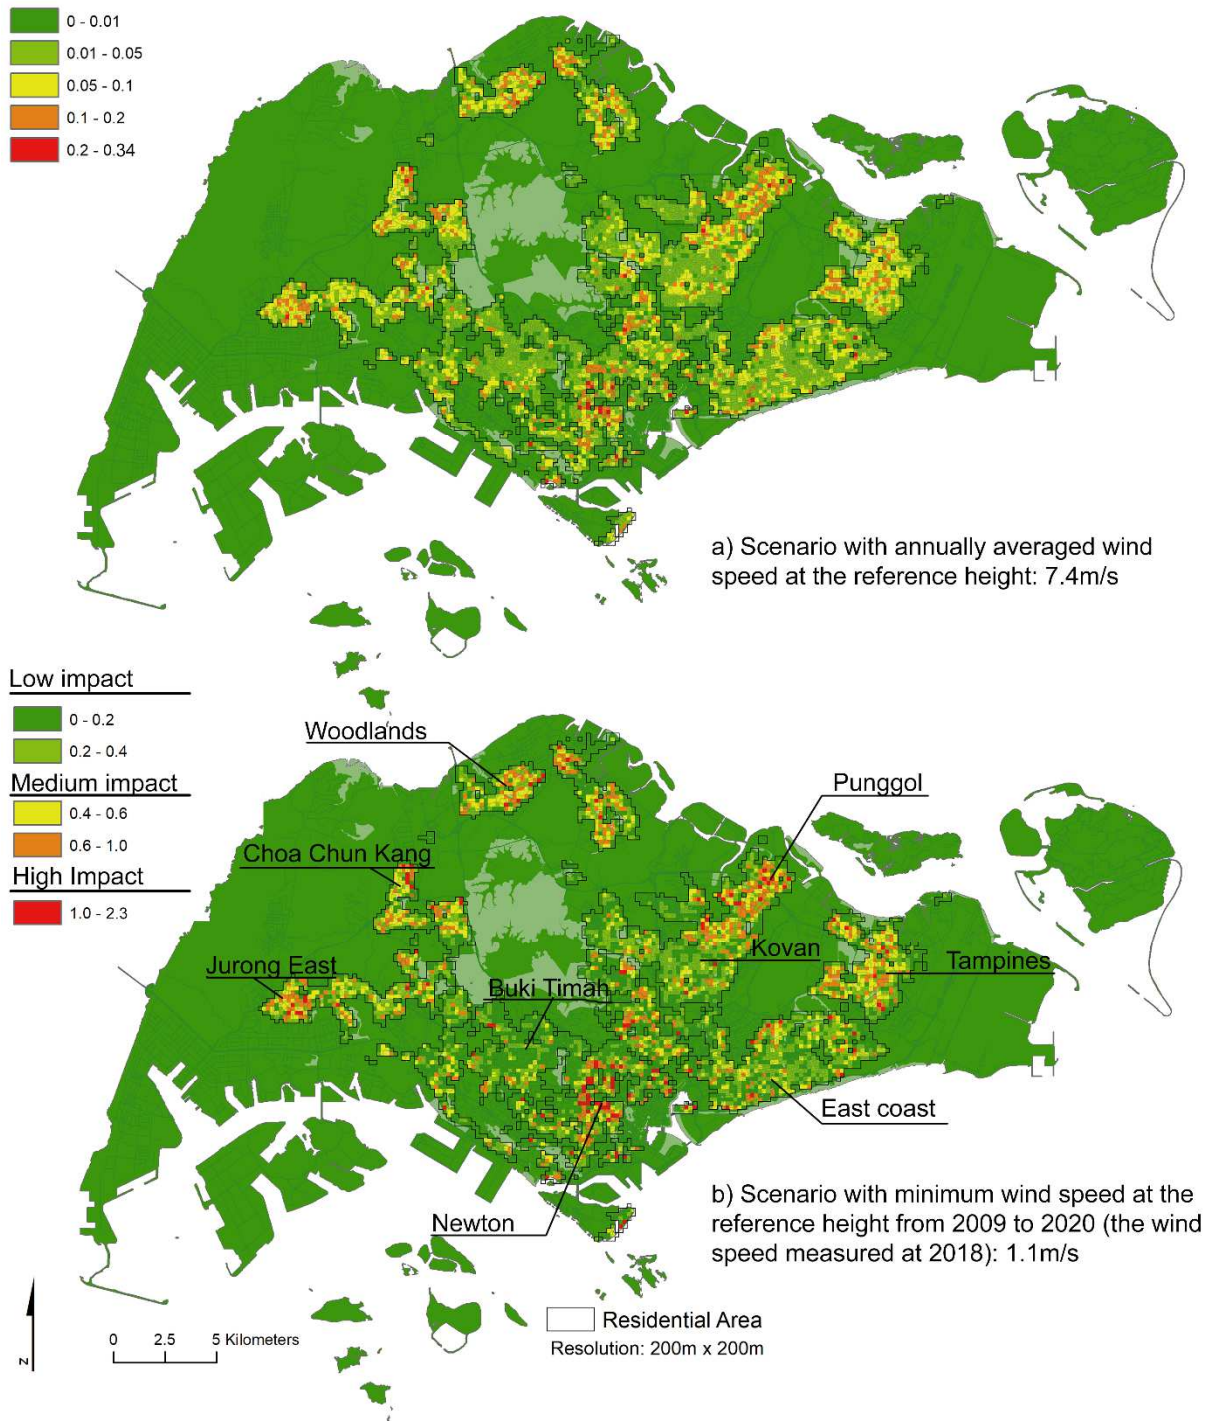 0 - 0.01
0.01 - 0.05
0.05 - 0.1
0.1 - 0.2
0.2 - 0.34
a) Scenario with annually averaged wind
speed at the reference height: 7.4m/s
Low impact
0 - 0.2
0.2 - 0.4
Medium impact
0.4 - 0.6
0.6 - 1.0
High Impact
1.0 - 2.3
Woodlands
Punggol
Choa Chun Kang
Kovan
Tampines
Jurong East
Buki Timah
East coast
Newton
b) Scenario with minimum wind speed at the
reference height from 2009 to 2020 (the wind
speed measured at 2018): 1.1m/s
N
0 2.5 5 Kilometers
Residential Area
Resolution: 200m x 200m